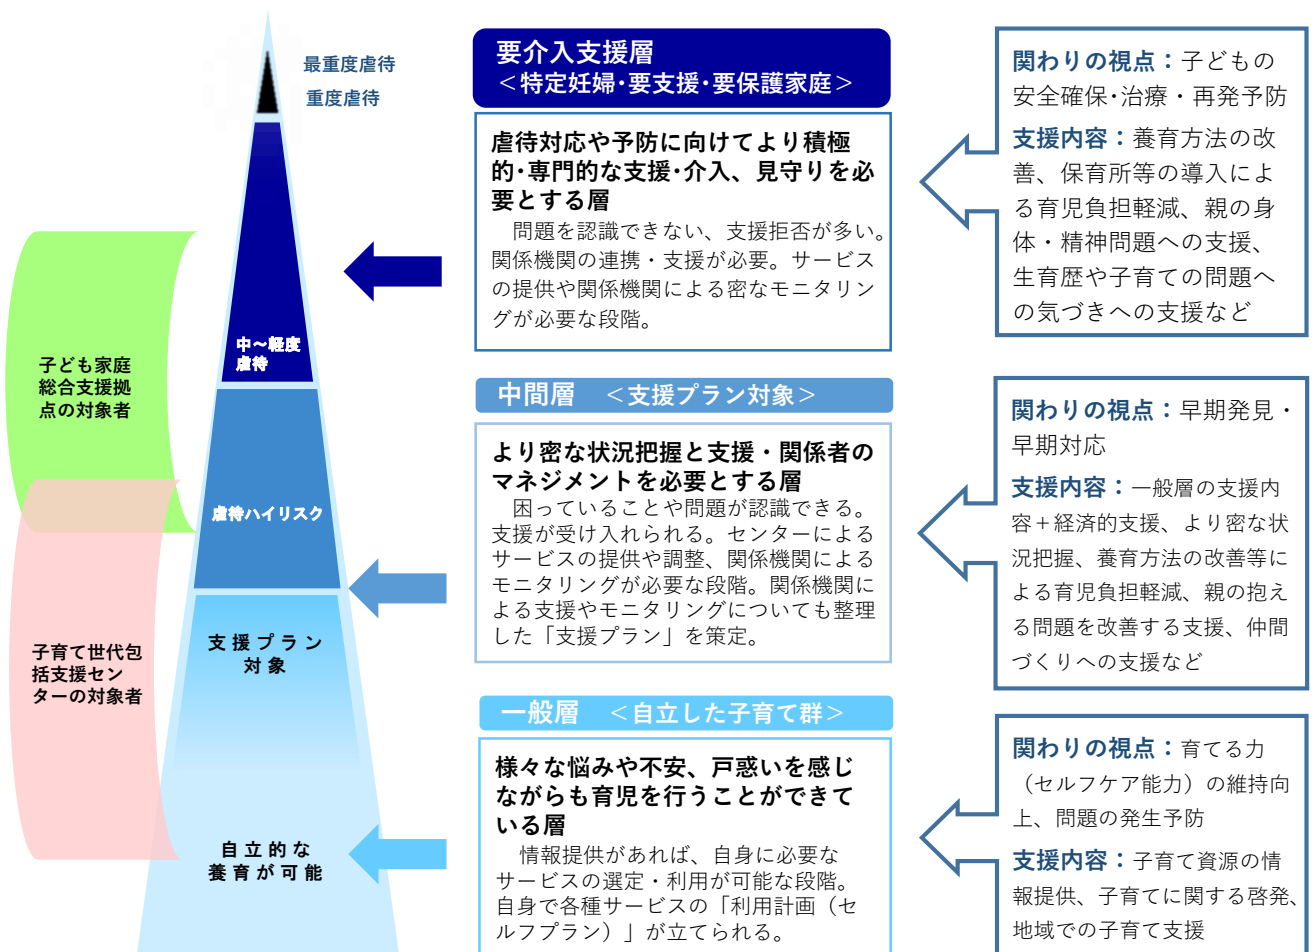 最重度虐待
重度虐待
中～軽度
虐待
虐待ハイリスク
支援プラン
対象
自立的な
養育が可能
子ども家庭
総合支援拠
点の対象者
子育て世代包
括支援セン
ターの対象者
要介入支援層
＜特定妊婦･要支援･要保護家庭＞
虐待対応や予防に向けてより積極
的･専門的な支援･介入、見守りを必
要とする層
問題を認識できない、支援拒否が多い。
関係機関の連携・支援が必要。サービス
の提供や関係機関による密なモニタリン
グが必要な段階。
関わりの視点：子どもの
安全確保･治療・再発予防
支援内容：養育方法の改
善、保育所等の導入によ
る育児負担軽減、親の身
体・精神問題への支援、
生育歴や子育ての問題へ
の気づきへの支援など
中間層　＜支援プラン対象＞
より密な状況把握と支援・関係者の
マネジメントを必要とする層
困っていることや問題が認識できる。
支援が受け入れられる。センターによる
サービスの提供や調整、関係機関による
モニタリングが必要な段階。関係機関に
よる支援やモニタリングについても整理
した「支援プラン」を策定。
関わりの視点：早期発見・
早期対応
支援内容：一般層の支援内
容＋経済的支援、より密な状
況把握、養育方法の改善等に
よる育児負担軽減、親の抱え
る問題を改善する支援、仲間
づくりへの支援など
一般層　＜自立した子育て群＞
様々な悩みや不安、戸惑いを感じ
ながらも育児を行うことができて
いる層
情報提供があれば、自身に必要な
サービスの選定・利用が可能な段階。
自身で各種サービスの「利用計画（セ
ルフプラン）」が立てられる。
関わりの視点：育てる力
（セルフケア能力）の維持向
上、問題の発生予防
支援内容：子育て資源の情
報提供、子育てに関する啓発、
地域での子育て支援